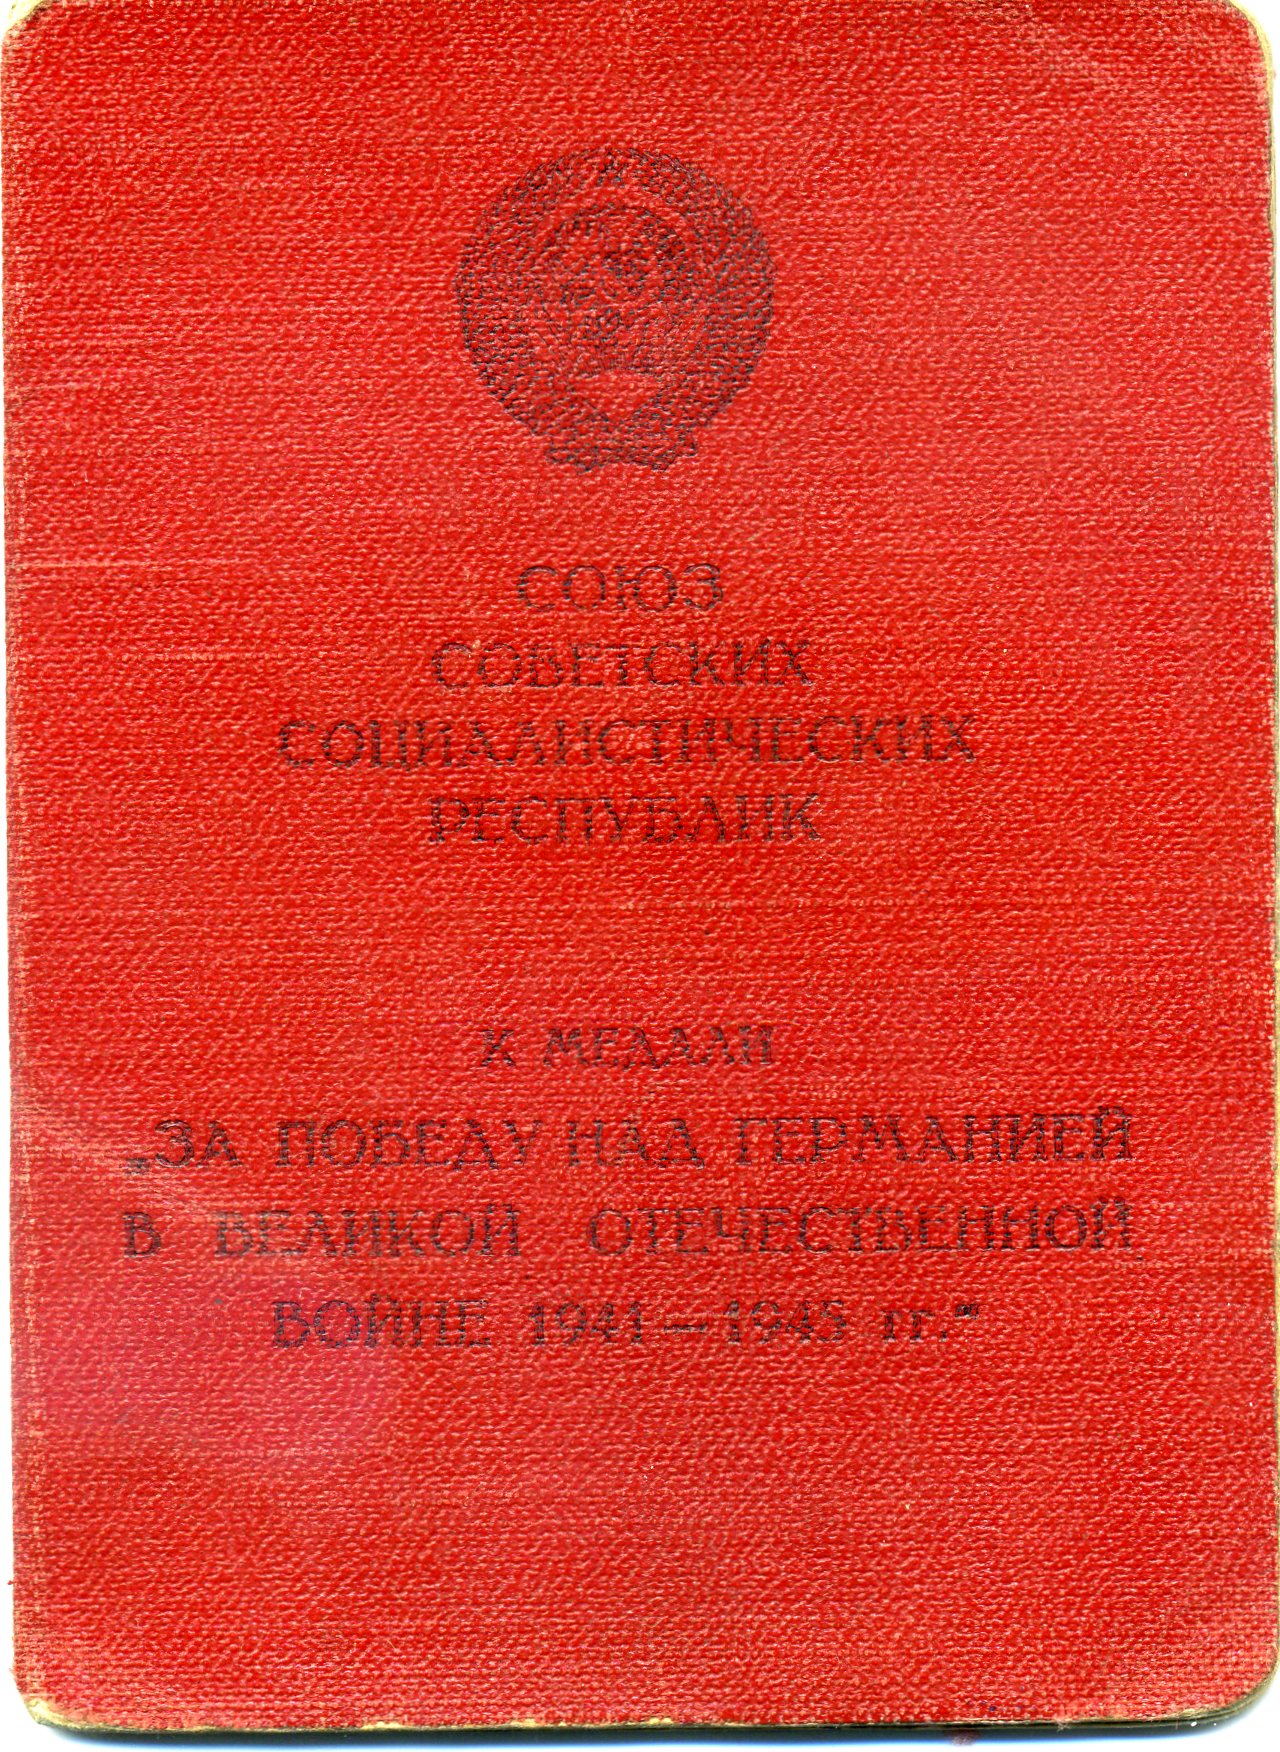 СОЮЗ
СОВЕТСКИХ
СОЦИАЛИСТИЧЕСКИХ
РЕСПУБЛИК
К МЕДАЛИ
„ЗА ПОБЕДУ НАД ГЕРМАНИЕЙ
В ВЕЛИКОЙ ОТЕЧЕСТВЕННОЙ
ВОЙНЕ 1941—1945 гг.“